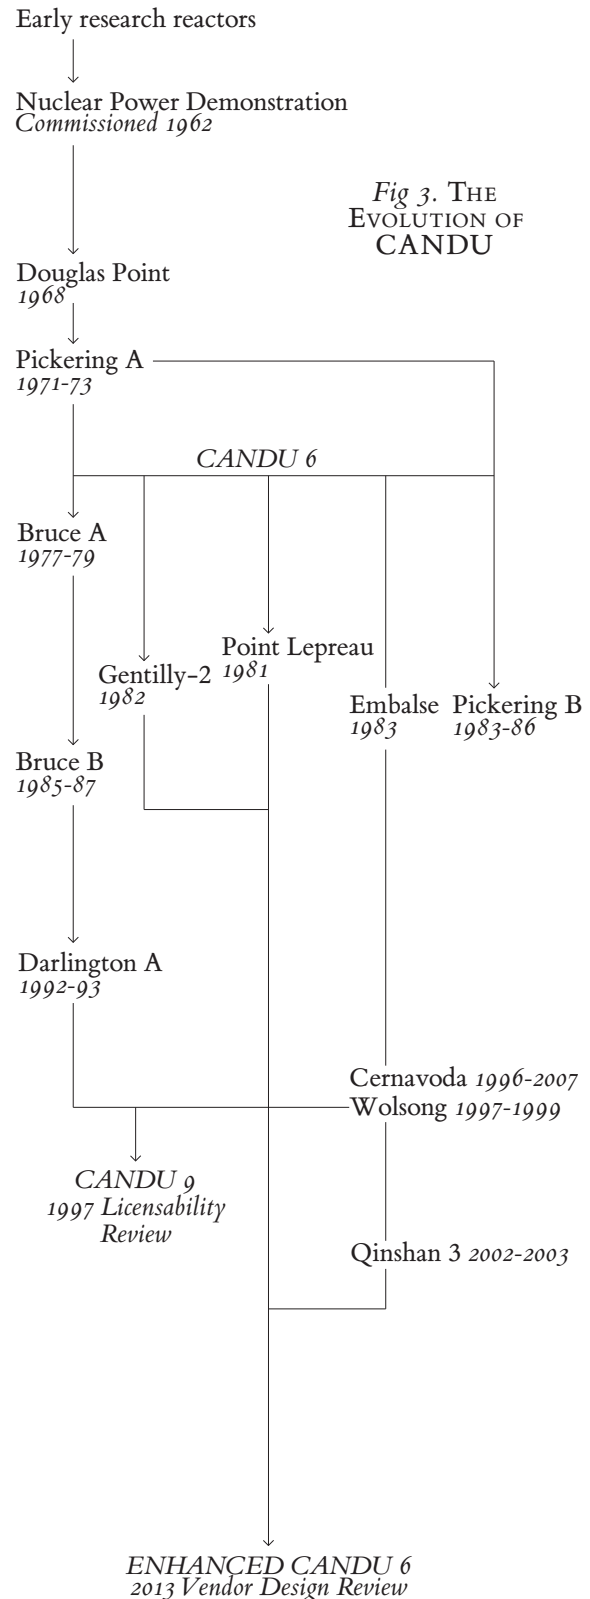 Early research reactors
Nuclear Power Demonstration
Commissioned 1962
Fig 3. The
Evolution of
CANDU
Douglas Point
1968
Pickering A
1971-73
CANDU 6
Bruce A
1977-79
Point Lepreau
1981
Gentilly-2
1982
Embalse
1983
Pickering B
1983-86
Bruce B
1985-87
Darlington A
1992-93
Cernavoda 1996-2007
Wolsong 1997-1999
CANDU 9
1997 Licensability
Review
Qinshan 3 2002-2003
ENHANCED CANDU 6
2013 Vendor Design Review